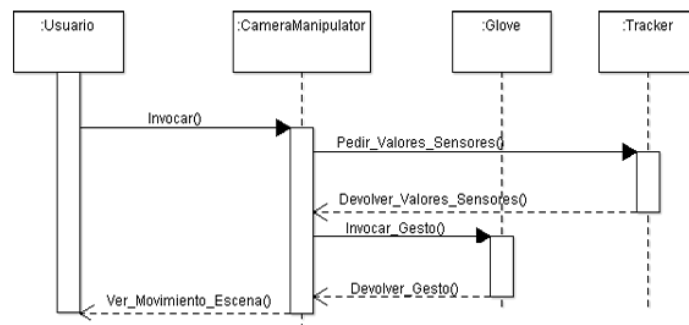 :Usuario
:CameraManipulator
:Glove
:Tracker
Invocar()
Pedir_Valores_Sensores()
Devolver_Valores_Sensores()
Invocar_Gesto()
Devolver_Gesto()
Ver_Movimiento_Escena()